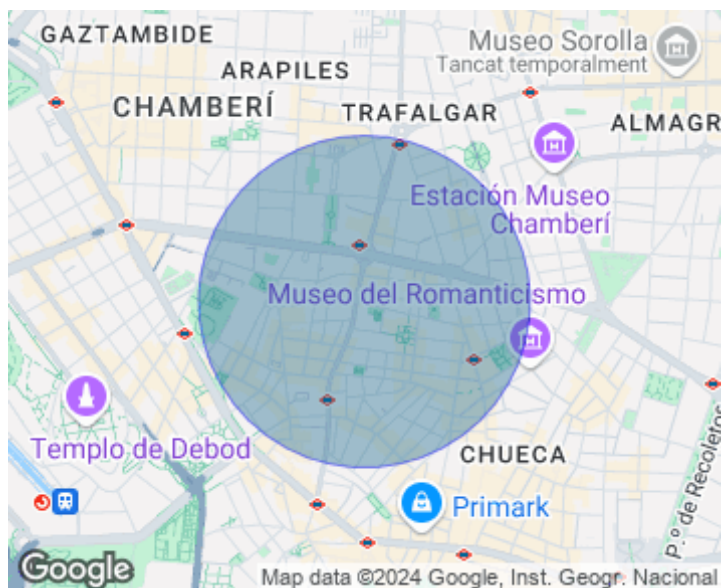 GAZTAMBIDE
Museo Sorolla
Tancat temporalment
ARAPILES
CHAMBERÍ
TRAFALGAR
ALMAGR
Estación Museo
Chamberí
Museo del Romanticismo
Templo de Debod
CHUECA
P.º de Recoletos
Primark
Google
Map data ©2024 Google, Inst. Geogr. Nacional